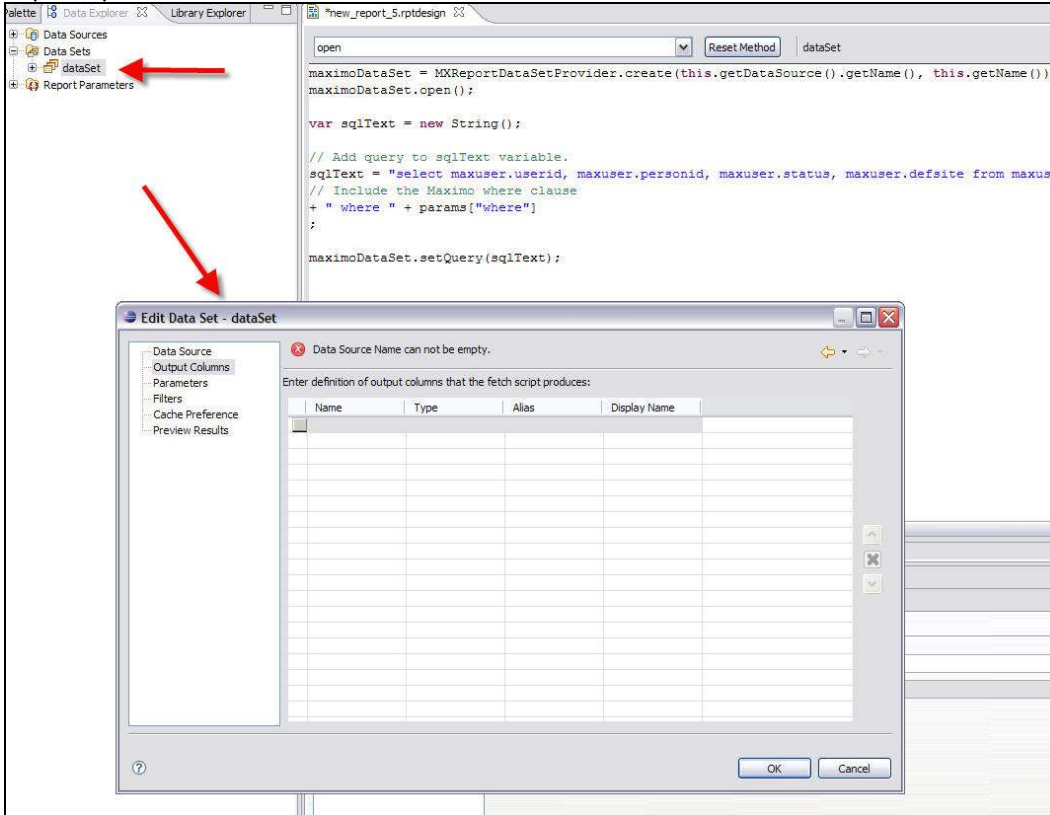 Palette Data Explorer Library Explorer
Data Sources
Data Sets
dataSet
Report Parameters
*new_report_5.rptdesign
open Reset Method dataSet
maximoDataSet = MXReportDataSetProvider.create(this.getDataSource().getName(), this.getName())
maximoDataSet.open();
var sqlText = new String();
// Add query to sqlText variable.
sqlText = "select maxuser.userid, maxuser.personid, maxuser.status, maxuser.defsite from maxus
// Include the Maximo where clause
+ " where " + params["where"]
;
maximoDataSet.setQuery(sqlText);
Edit Data Set - dataSet
Data Source
Output Columns
Parameters
Filters
Cache Preference
Preview Results
Data Source Name can not be empty.
Enter definition of output columns that the fetch script produces:
Name Type Alias Display Name
OK Cancel